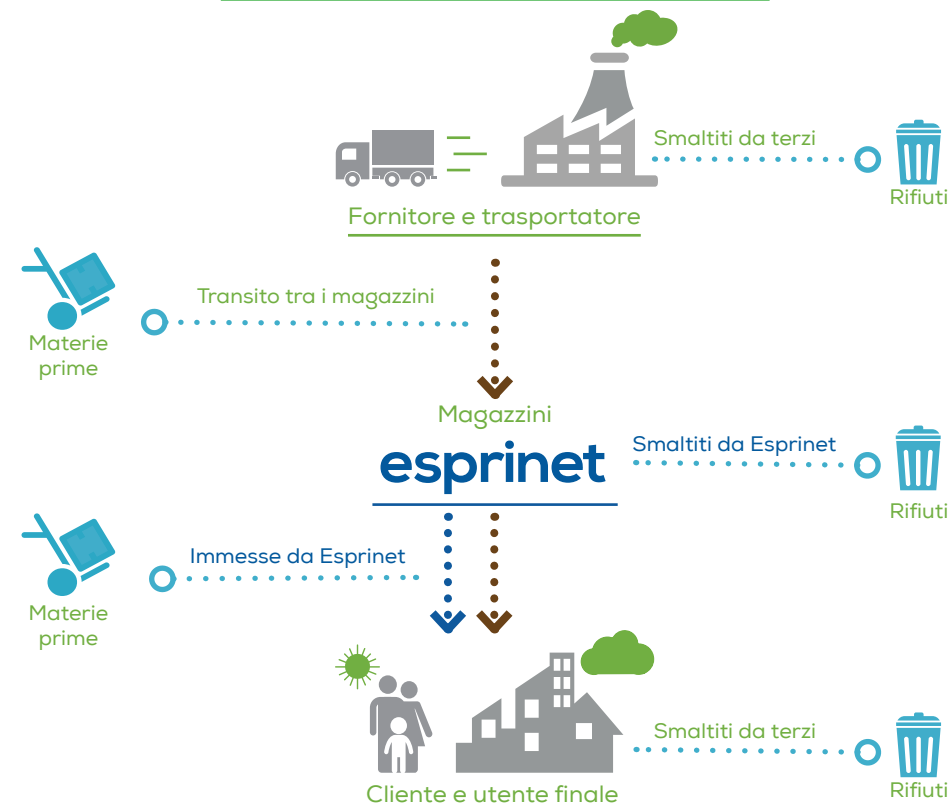 Smaltiti da terzi
Rifiuti
Fornitore e trasportatore
Transito tra i magazzini
Materie
prime
Magazzini
esprinet
Smaltiti da Esprinet
Rifiuti
Immesse da Esprinet
Materie
prime
Smaltiti da terzi
Rifiuti
Cliente e utente finale